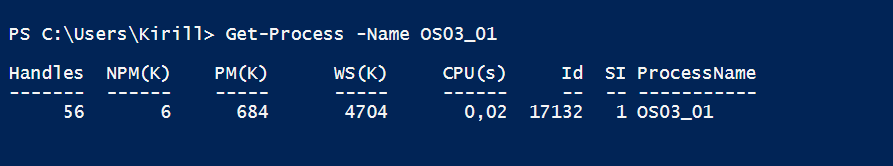 PS C:\Users\Kirill> Get-Process -Name OS03_01
Handles  NPM(K)    PM(K)      WS(K)     CPU(s)     Id  SI ProcessName
-------  ------    -----      -----     ------     --  -- -----------
     56       6      684       4704       0,02  17132   1 OS03_01